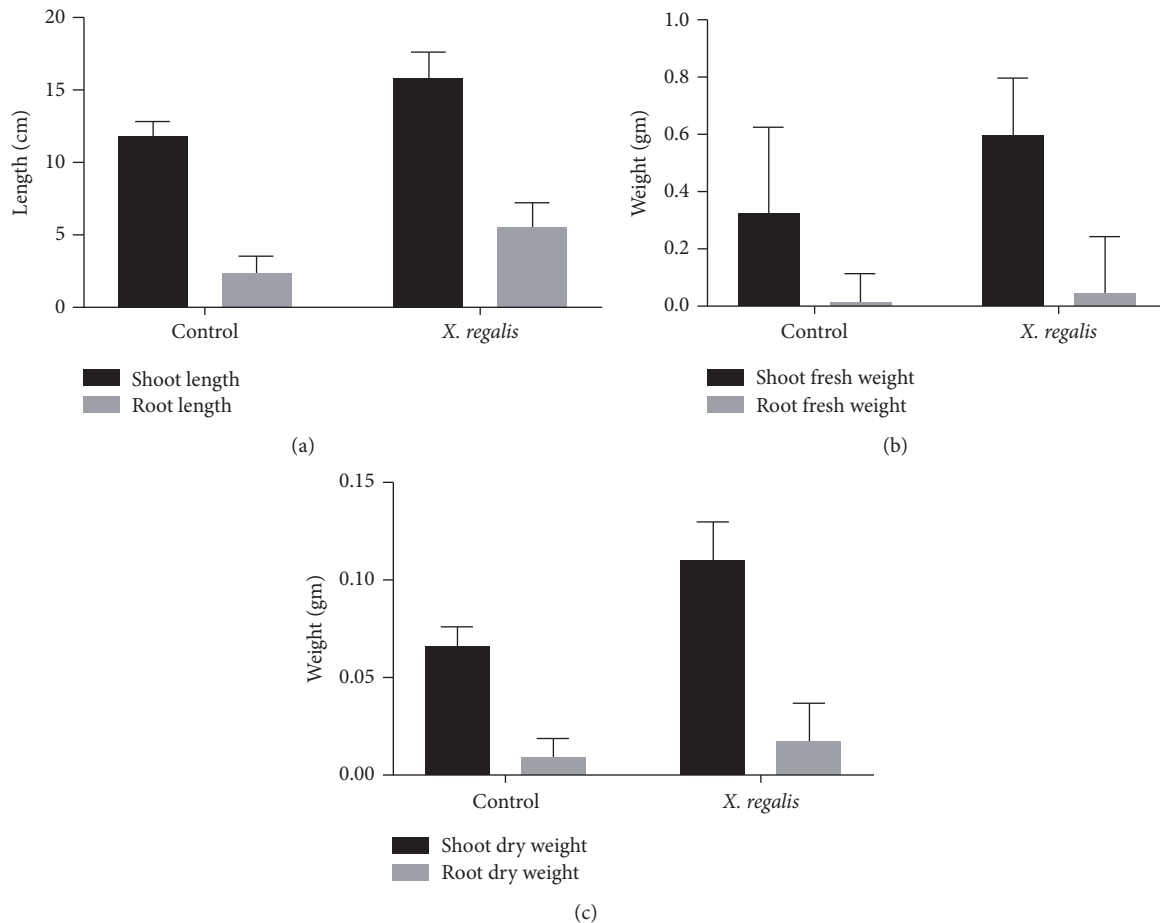 20
15
10
5
0
Length (cm)
Control
X. regalis
Shoot length
Root length
(a)
1.0
0.8
0.6
0.4
0.2
0.0
Weight (gm)
Control
X. regalis
Shoot fresh weight
Root fresh weight
(b)
0.15
0.10
0.05
0.00
Weight (gm)
Control
X. regalis
Shoot dry weight
Root dry weight
(c)